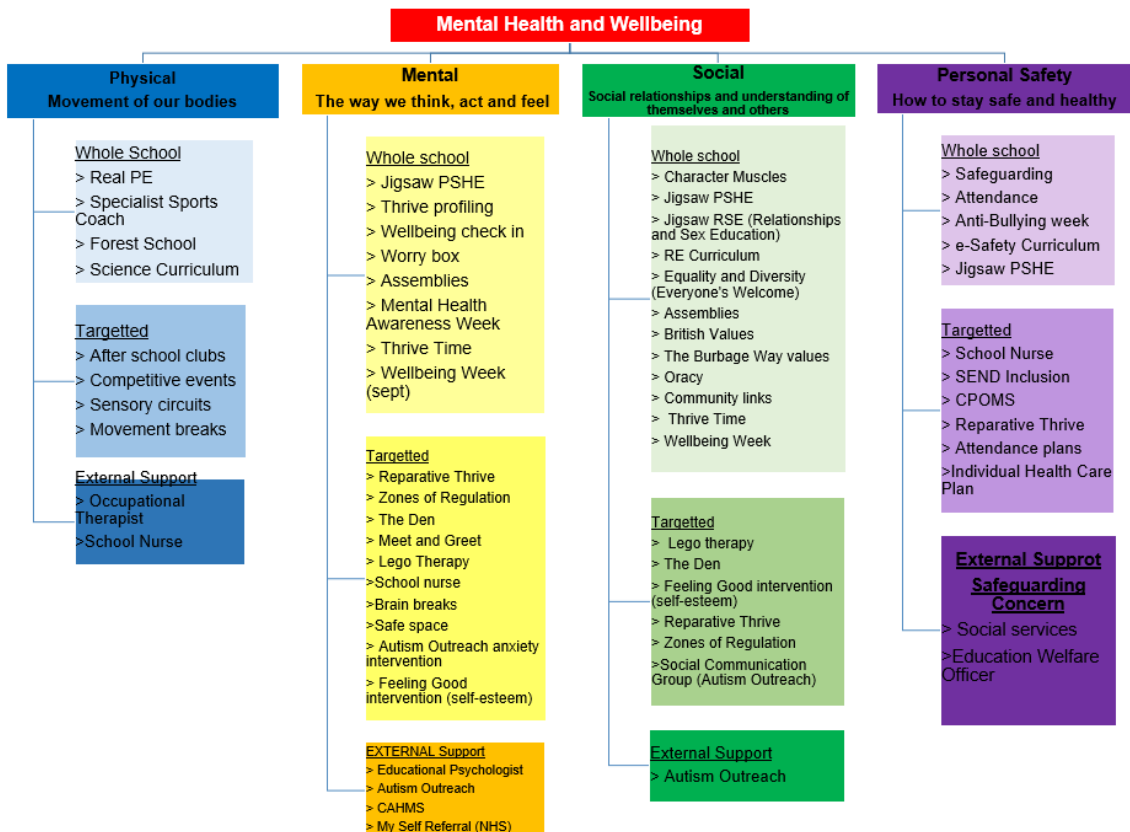 Mental Health and Wellbeing
Physical
Movement of our bodies
Whole School
> Real PE
> Specialist Sports
Coach
> Forest School
> Science Curriculum
Targetted
> After school clubs
> Competitive events
> Sensory circuits
> Movement breaks
External Support
> Occupational
Therapist
>School Nurse
Mental
The way we think, act and feel
Whole school
> Jigsaw PSHE
> Thrive profiling
> Wellbeing check in
> Worry box
> Assemblies
> Mental Health
Awareness Week
> Thrive Time
> Wellbeing Week
(sept)
Targetted
> Reparative Thrive
> Zones of Regulation
> The Den
> Meet and Greet
> Lego Therapy
>School nurse
>Brain breaks
>Safe space
> Autism Outreach anxiety
intervention
> Feeling Good
intervention (self-esteem)
EXTERNAL Support
> Educational Psychologist
> Autism Outreach
> CAHMS
> My Self Referral (NHS)
Social
Social relationships and understanding of
themselves and others
Whole school
> Character Muscles
> Jigsaw PSHE
> Jigsaw RSE (Relationships
and Sex Education)
> RE Curriculum
> Equality and Diversity
(Everyone's Welcome)
> Assemblies
> British Values
> The Burbage Way values
> Oracy
> Community links
> Thrive Time
> Wellbeing Week
Targetted
> Lego therapy
> The Den
> Feeling Good intervention
(self-esteem)
> Reparative Thrive
> Zones of Regulation
>Social Communication
Group (Autism Outreach)
External Support
> Autism Outreach
Personal Safety
How to stay safe and healthy
Whole school
> Safeguarding
> Attendance
> Anti-Bullying week
> e-Safety Curriculum
> Jigsaw PSHE
Targetted
> School Nurse
> SEND Inclusion
> CPOMS
> Reparative Thrive
> Attendance plans
>Individual Health Care
Plan
External Supprot
Safeguarding
Concern
> Social services
>Education Welfare
Officer